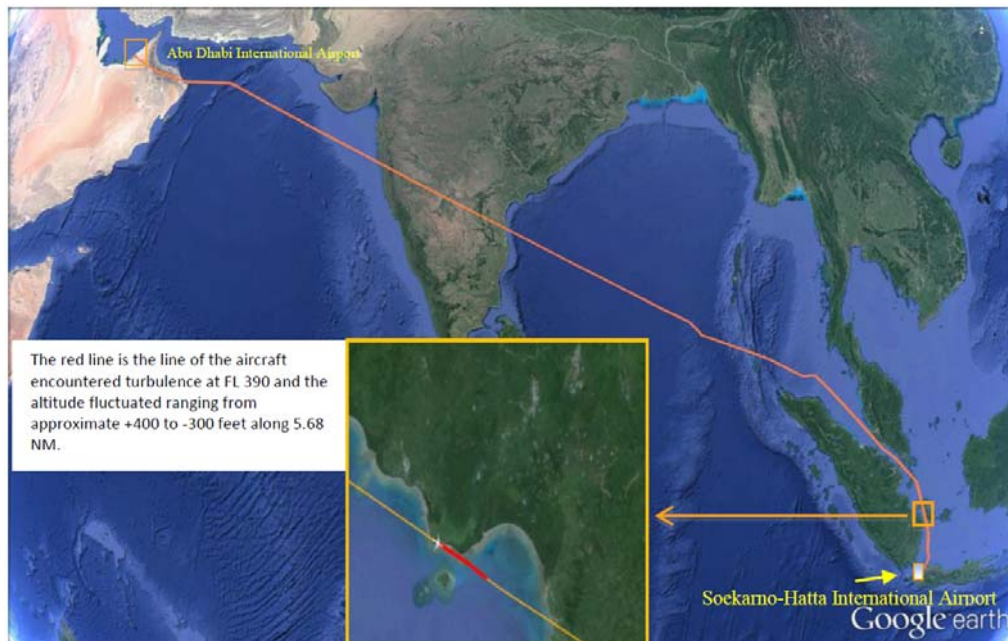 Abu Dhabi International Airport
The red line is the line of the aircraft
encountered turbulence at FL 390 and the
altitude fluctuated ranging from
approximate +400 to -300 feet along 5.68
NM.
Soekarno-Hatta International Airport
Google earth